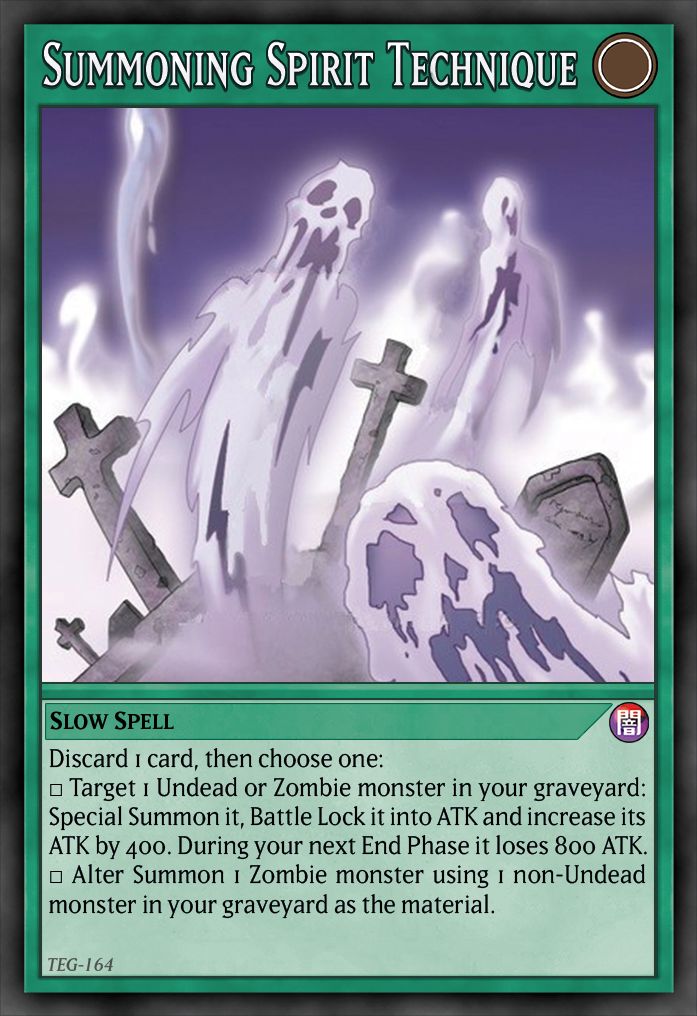 Summoning Spirit Technique
Slow Spell
闇
Discard 1 card, then choose one:
□ Target 1 Undead or Zombie monster in your graveyard:
Special Summon it, Battle Lock it into ATK and increase its
ATK by 400. During your next End Phase it loses 800 ATK.
□ Alter Summon 1 Zombie monster using 1 non-Undead
monster in your graveyard as the material.
TEG-164